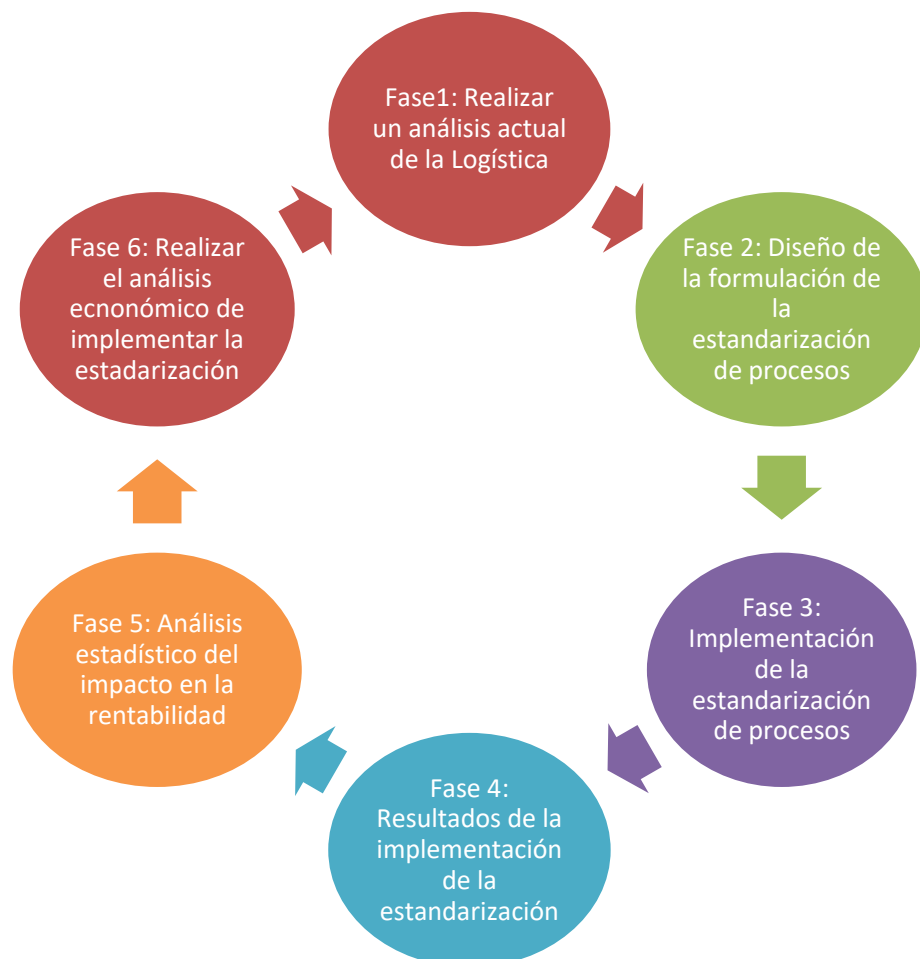 Fase1: Realizar
un análisis actual
de la Logística
Fase 2: Diseño de
la formulación de
la
estandarización
de procesos
Fase 3:
Implementación
de la
estandarización
de procesos
Fase 4:
Resultados de la
implementación
de la
estandarización
Fase 5: Análisis
estadístico del
impacto en la
rentabilidad
Fase 6: Realizar
el análisis
ecnonómico de
implementar la
estadarización